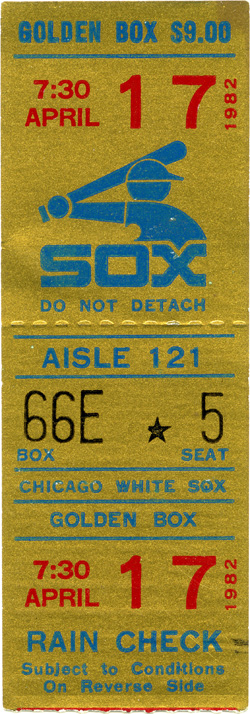 GOLDEN BOX $9.00
7:30 APRIL 17 1982
SOX
DO NOT DETACH
AISLE 121
66E ★ 5
BOX SEAT
CHICAGO WHITE SOX
GOLDEN BOX
7:30 APRIL 17 1982
RAIN CHECK
Subject to Conditions
On Reverse Side